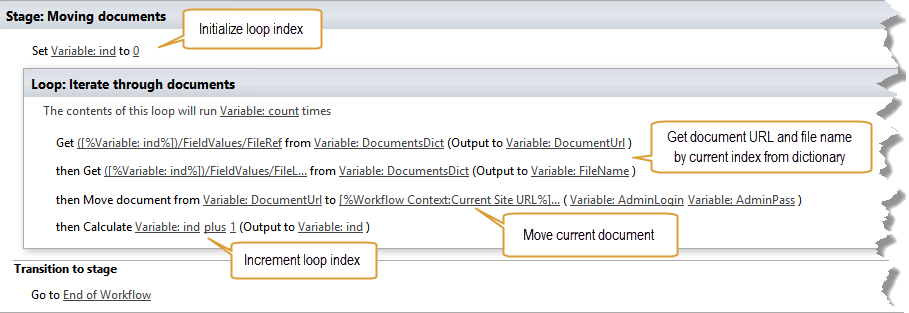 Stage: Moving documents
Initialize loop index
Set Variable: ind to 0
Loop: Iterate through documents
The contents of this loop will run Variable: count times
Get ([%Variable: ind%])/FieldValues/FileRef from Variable: DocumentsDict (Output to Variable: DocumentUrl )
Get document URL and file name
by current index from dictionary
then Get ([%Variable: ind%])/FieldValues/FileL... from Variable: DocumentsDict (Output to Variable: FileName )
then Move document from Variable: DocumentUrl to [%Workflow Context:Current Site URL%]... ( Variable: AdminLogin Variable: AdminPass )
Move current document
then Calculate Variable: ind plus 1 (Output to Variable: ind )
Increment loop index
Transition to stage
Go to End of Workflow